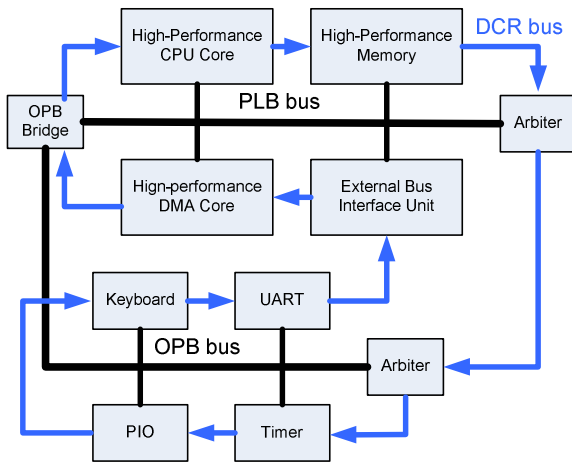 High-Performance
CPU Core
High-Performance
Memory
DCR bus
OPB
Bridge
PLB bus
Arbiter
Hign-performance
DMA Core
External Bus
Interface Unit
Keyboard
UART
OPB bus
Arbiter
PIO
Timer